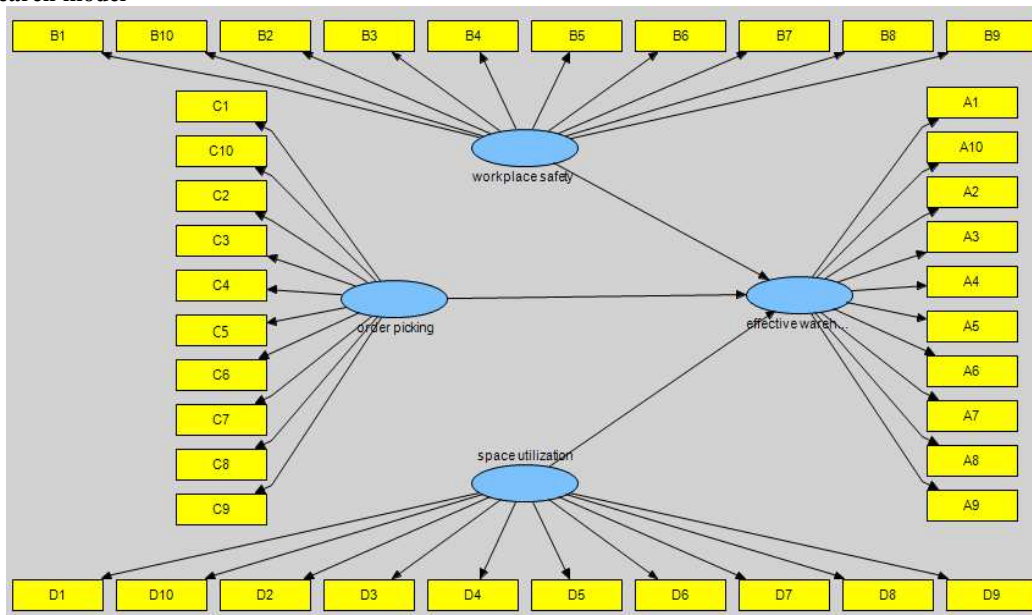 earch model
B1 B10 B2 B3 B4 B5 B6 B7 B8 B9
C1
C10
C2
C3
C4
C5
C6
C7
C8
C9
workplace safety
order picking
effective wareh...
space utilization
A1
A10
A2
A3
A4
A5
A6
A7
A8
A9
D1 D10 D2 D3 D4 D5 D6 D7 D8 D9